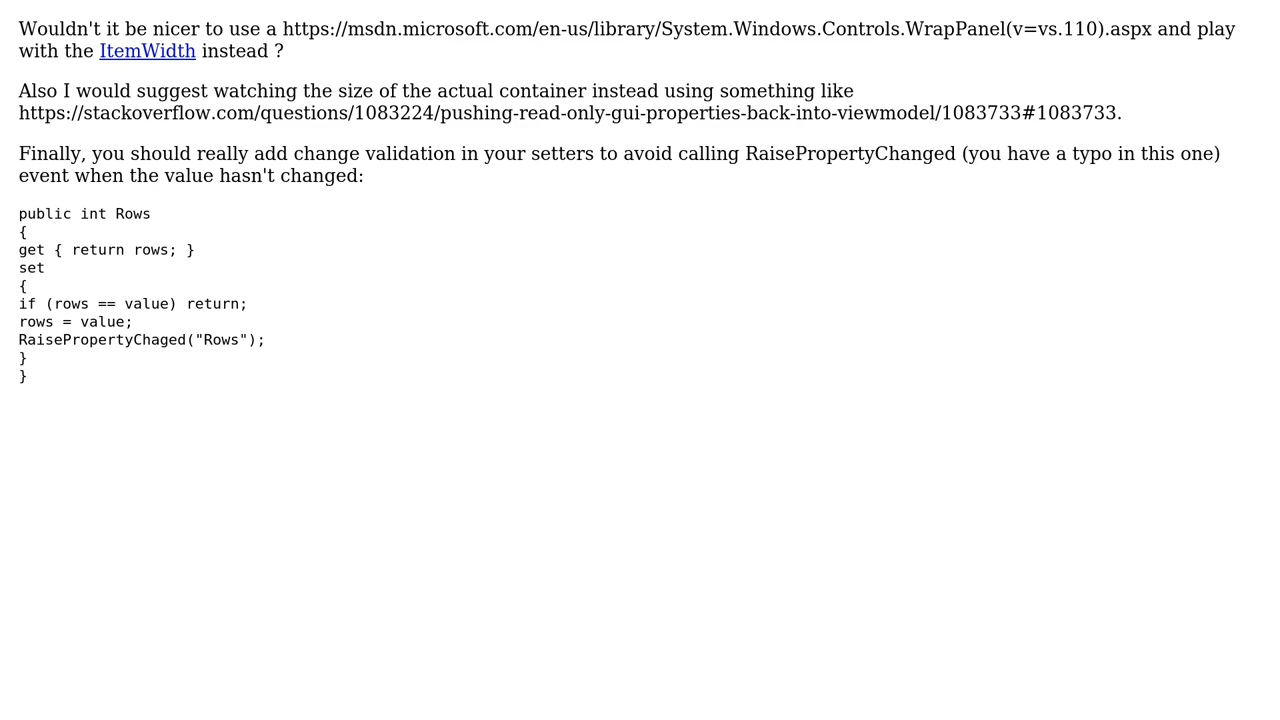 Wouldn't it be nicer to use a https://msdn.microsoft.com/en-us/library/System.Windows.Controls.WrapPanel(v=vs.110).aspx and play
with the ItemWidth instead ?
Also I would suggest watching the size of the actual container instead using something like
https://stackoverflow.com/questions/1083224/pushing-read-only-gui-properties-back-into-viewmodel/1083733#1083733.
Finally, you should really add change validation in your setters to avoid calling RaisePropertyChanged (you have a typo in this one)
event when the value hasn't changed:
public int Rows
{
get { return rows; }
set
{
if (rows == value) return;
rows = value;
RaisePropertyChaged("Rows");
}
}